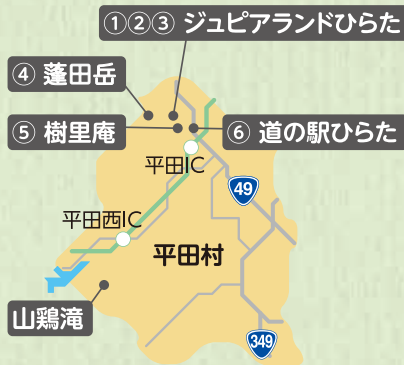 ①②③ ジュピアランドひらた
④ 蓬田岳
⑤ 樹里庵
⑥ 道の駅ひらた
平田IC
49
平田西IC
平田村
山鶏滝
349